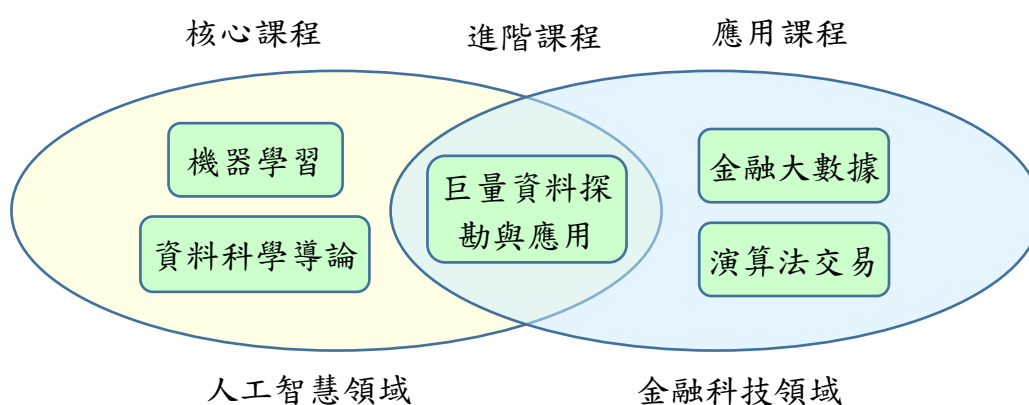 核心課程
進階課程
應用課程
機器學習
資料科學導論
巨量資料探
勘與應用
金融大數據
演算法交易
人工智慧領域
金融科技領域